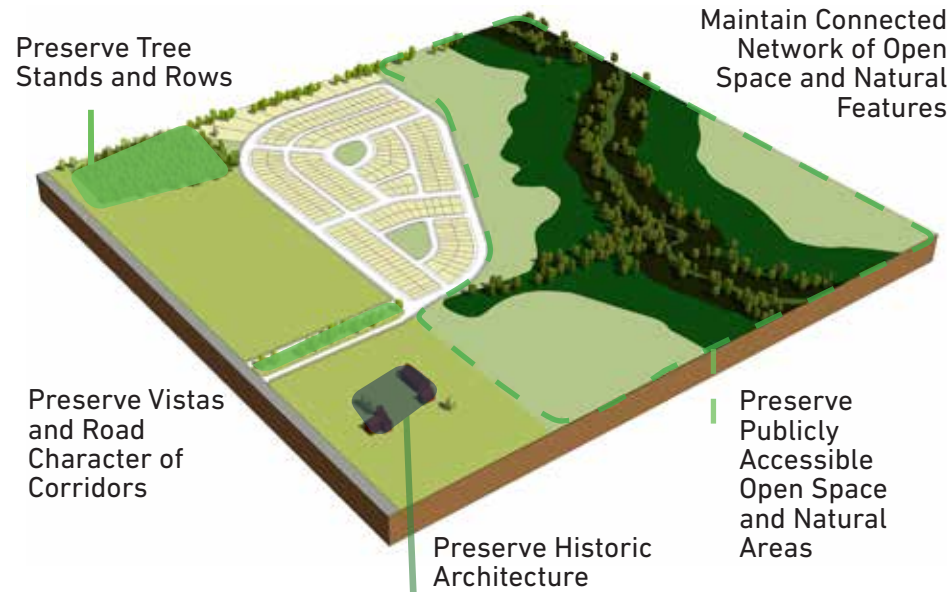 Preserve Tree
Stands and Rows
Maintain Connected
Network of Open
Space and Natural
Features
Preserve Vistas
and Road
Character of
Corridors
Preserve
Publicly
Accessible
Open Space
and Natural
Areas
Preserve Historic
Architecture